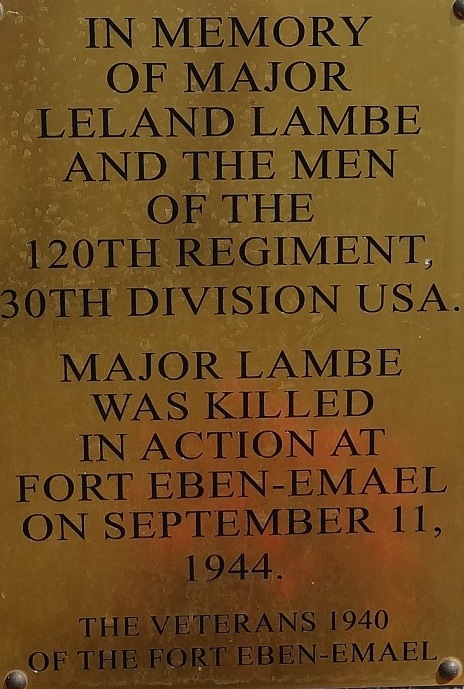 IN MEMORY
OF MAJOR
LELAND LAMBE
AND THE MEN
OF THE
120TH REGIMENT,
30TH DIVISION USA.
MAJOR LAMBE
WAS KILLED
IN ACTION AT
FORT EBEN-EMAEL
ON SEPTEMBER 11,
1944.
THE VETERANS 1940
OF THE FORT EBEN-EMAEL